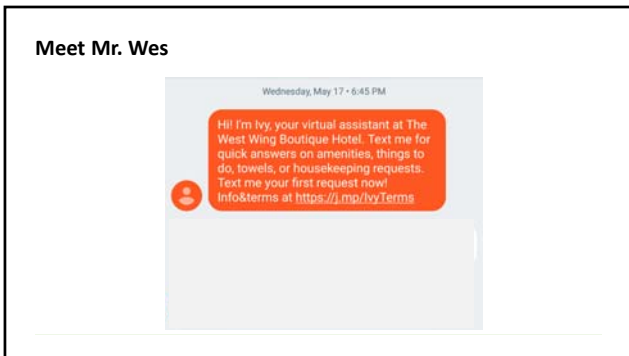 Meet Mr. Wes
Wednesday, May 17 • 6:45 PM
Hi! I'm Ivy, your virtual assistant at The
West Wing Boutique Hotel. Text me for
quick answers on amenities, things to
do, towels, or housekeeping requests.
Text me your first request now!
Info&terms at https://j.mp/IvyTerms